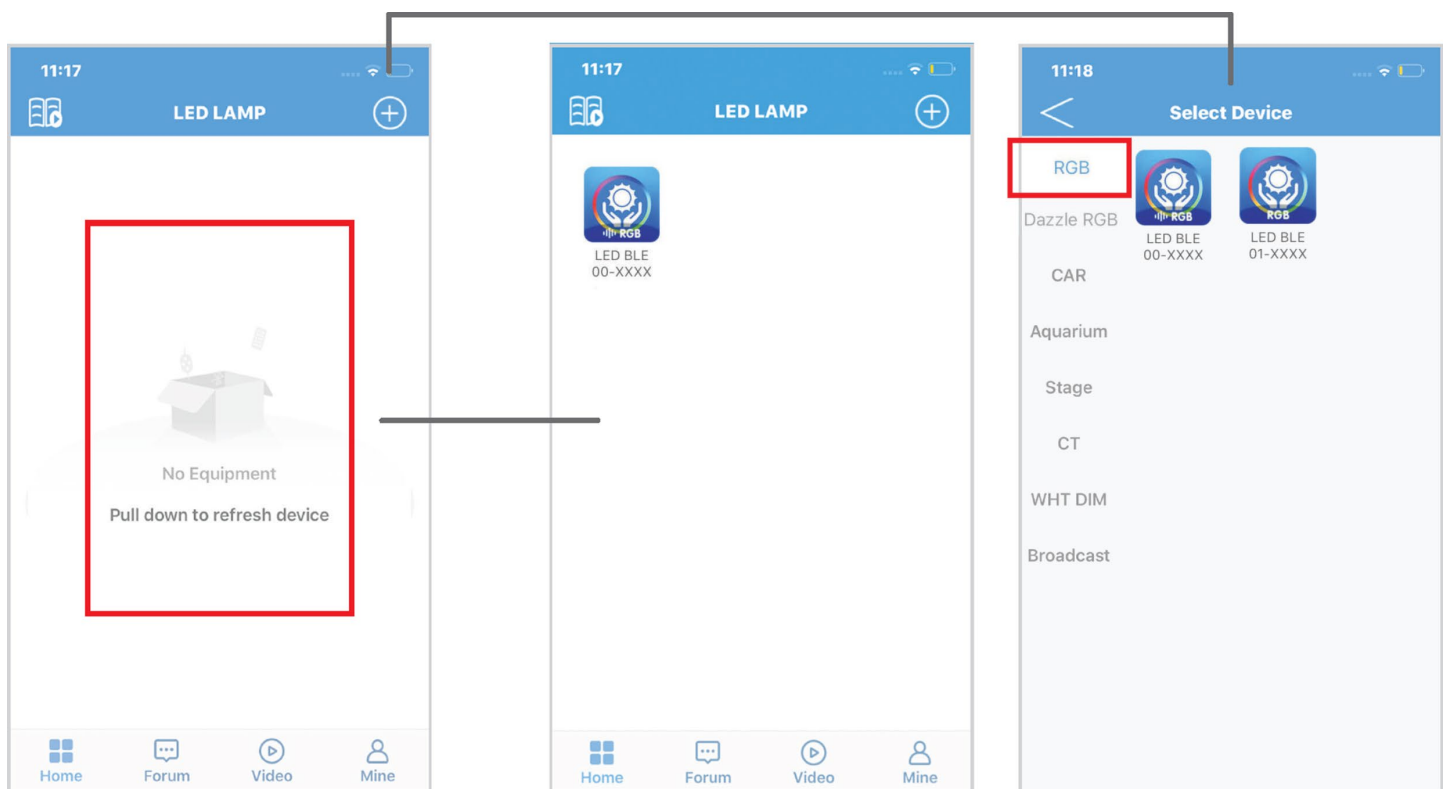 11:17
LED LAMP
No Equipment
Pull down to refresh device
Home
Forum
Video
Mine
11:17
LED LAMP
RGB
LED BLE
00-XXXX
Home
Forum
Video
Mine
11:18
Select Device
RGB
Dazzle RGB
CAR
Aquarium
Stage
CT
WHT DIM
Broadcast
RGB
LED BLE
00-XXXX
RGB
LED BLE
01-XXXX